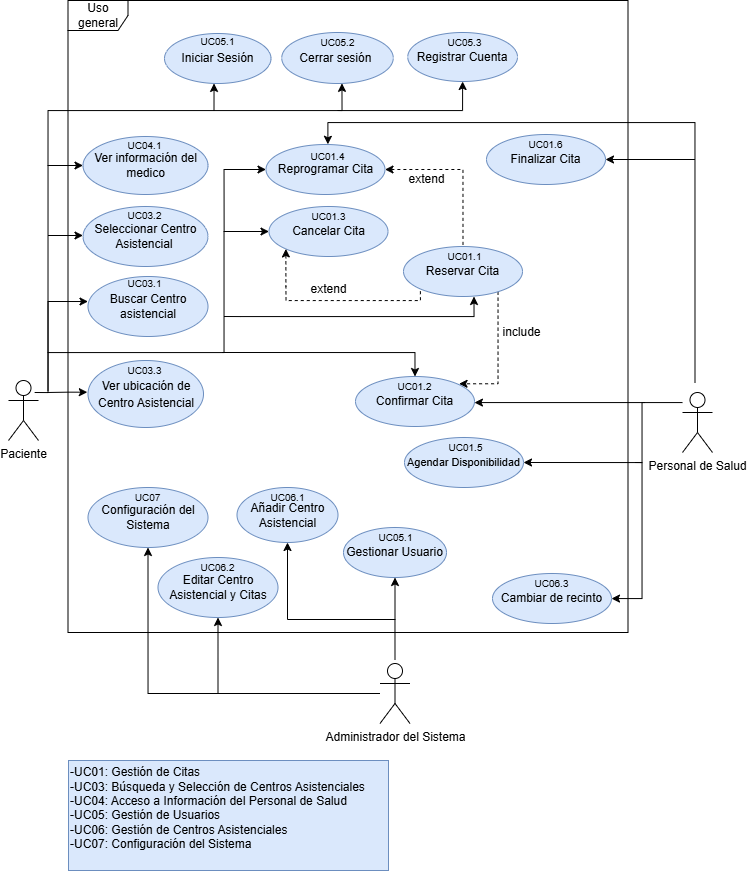 Uso
general
UC05.1
Iniciar Sesión
UC05.2
Cerrar sesión
UC05.3
Registrar Cuenta
UC04.1
Ver información del
medico
UC01.4
Reprogramar Cita
UC01.6
Finalizar Cita
extend
UC03.2
Seleccionar Centro
Asistencial
UC01.3
Cancelar Cita
UC01.1
Reservar Cita
UC03.1
Buscar Centro
asistencial
extend
include
UC03.3
Ver ubicación de
Centro Asistencial
UC01.2
Confirmar Cita
Paciente
Personal de Salud
UC01.5
Agendar Disponibilidad
UC07
Configuración del
Sistema
UC06.1
Añadir Centro
Asistencial
UC05.1
Gestionar Usuario
UC06.2
Editar Centro
Asistencial y Citas
UC06.3
Cambiar de recinto
Administrador del Sistema
-UC01: Gestión de Citas
-UC03: Búsqueda y Selección de Centros Asistenciales
-UC04: Acceso a Información del Personal de Salud
-UC05: Gestión de Usuarios
-UC06: Gestión de Centros Asistenciales
-UC07: Configuración del Sistema